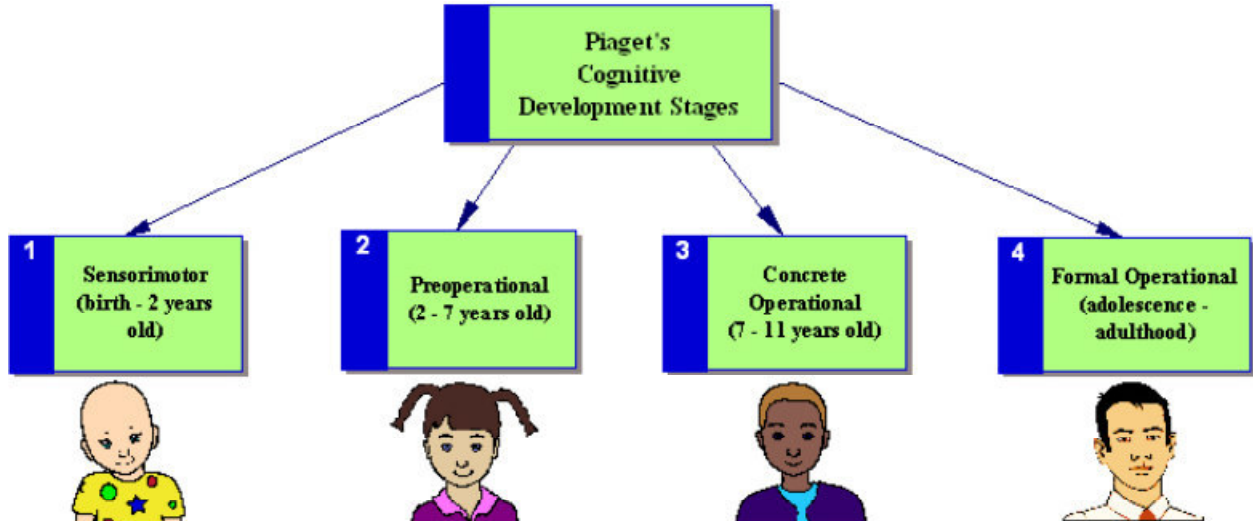 Piaget's
Cognitive
Development Stages
1
Sensorimotor
(birth - 2 years
old)
2
Preoperational
(2 - 7 years old)
3
Concrete
Operational
(7 - 11 years old)
4
Formal Operational
(adolescence -
adulthood)